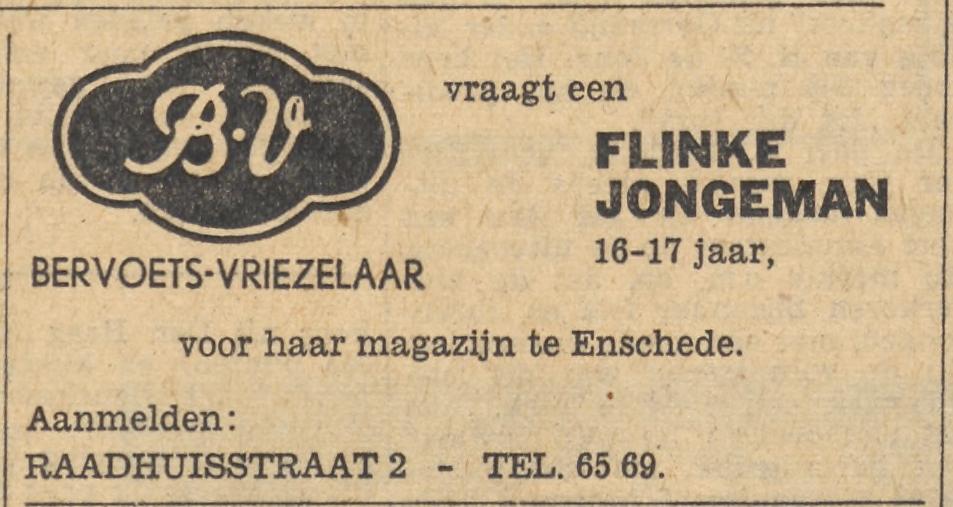 B·V
BERVOETS-VRIEZELAAR
vraagt een
FLINKE
JONGEMAN
16-17 jaar,
voor haar magazijn te Enschede.
Aanmelden:
RAADHUISSTRAAT 2 - TEL. 65 69.